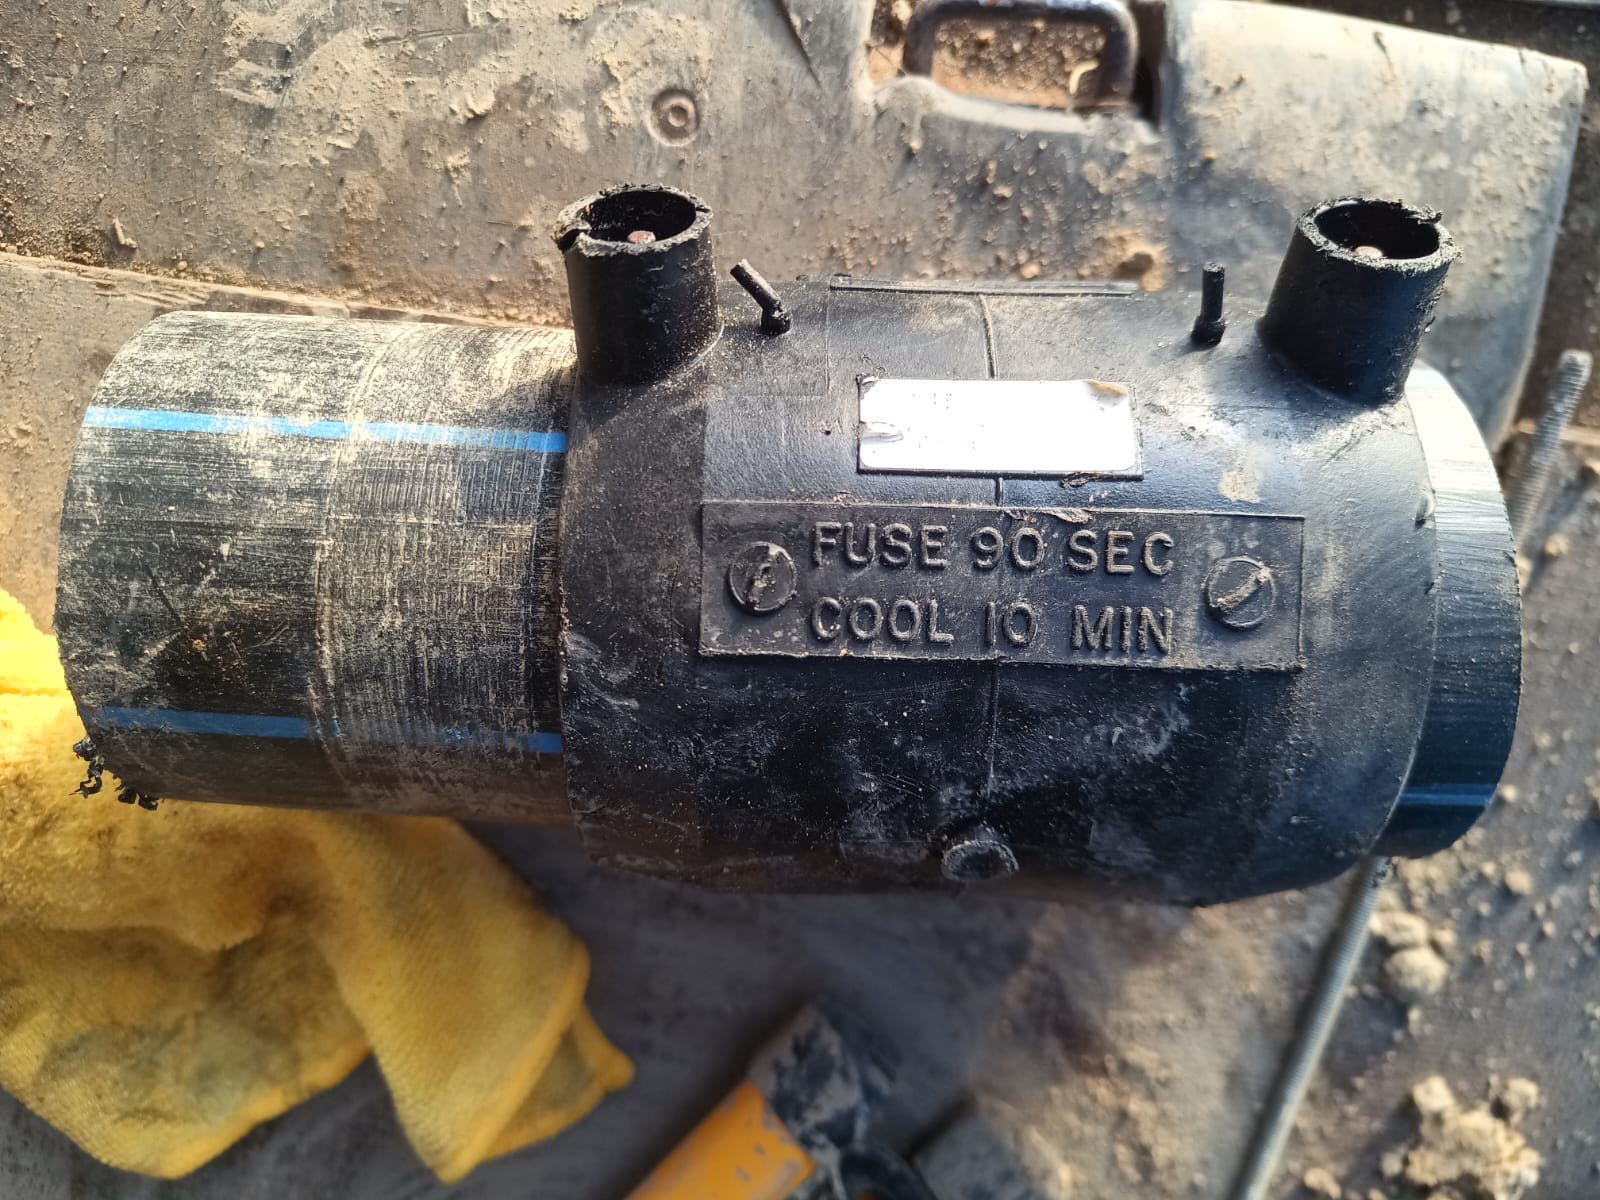 FUSE 90 SEC
COOL 10 MIN